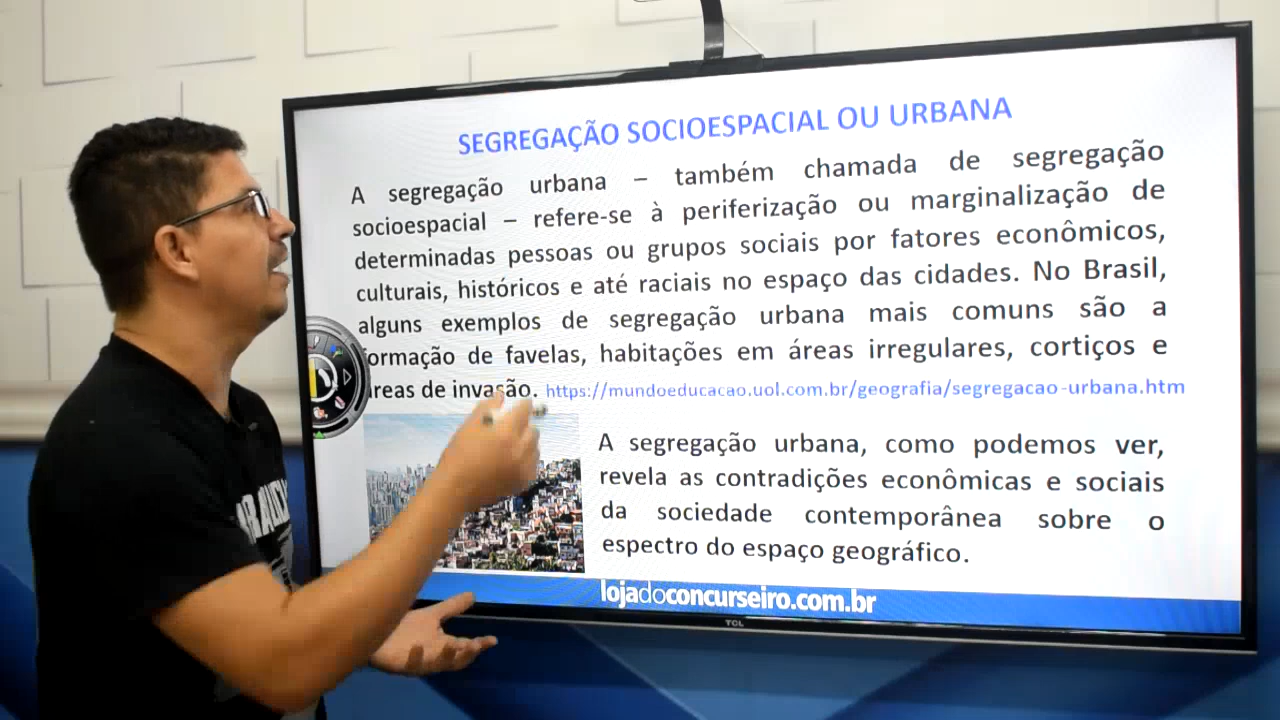 SEGREGAÇÃO SOCIOESPACIAL OU URBANA
A segregação urbana – também chamada de segregação
socioespacial – refere-se à periferização ou marginalização de
determinadas pessoas ou grupos sociais por fatores econômicos,
culturais, históricos e até raciais no espaço das cidades. No Brasil,
alguns exemplos de segregação urbana mais comuns são a
formação de favelas, habitações em áreas irregulares, cortiços e
áreas de invasão. https://mundoeducacao.uol.com.br/geografia/segregacao-urbana.htm
A segregação urbana, como podemos ver,
revela as contradições econômicas e sociais
da sociedade contemporânea sobre o
espectro do espaço geográfico.
lojadoconcurseiro.com.br
TCL